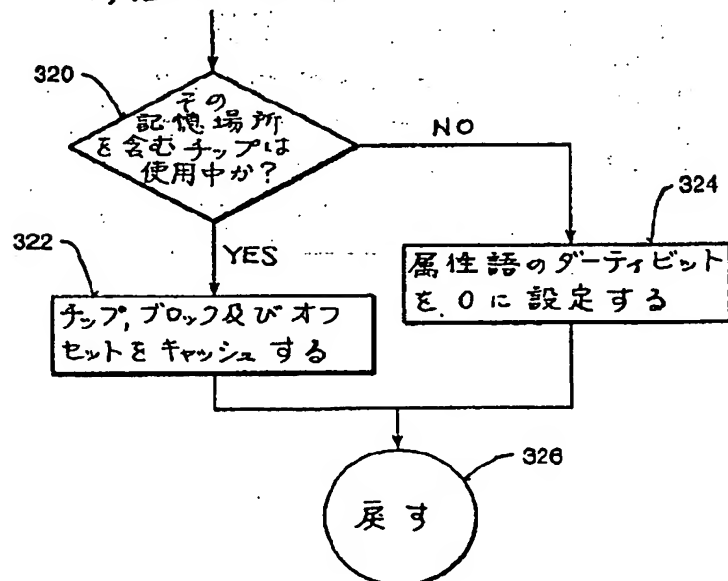 320
その
記憶場所
を含むチップは
使用中か?
NO
324
322
YES
属性語のダーティビット
を0に設定する
チップ,ブロック及びオフ
セットをキャッシュする
326
戻す